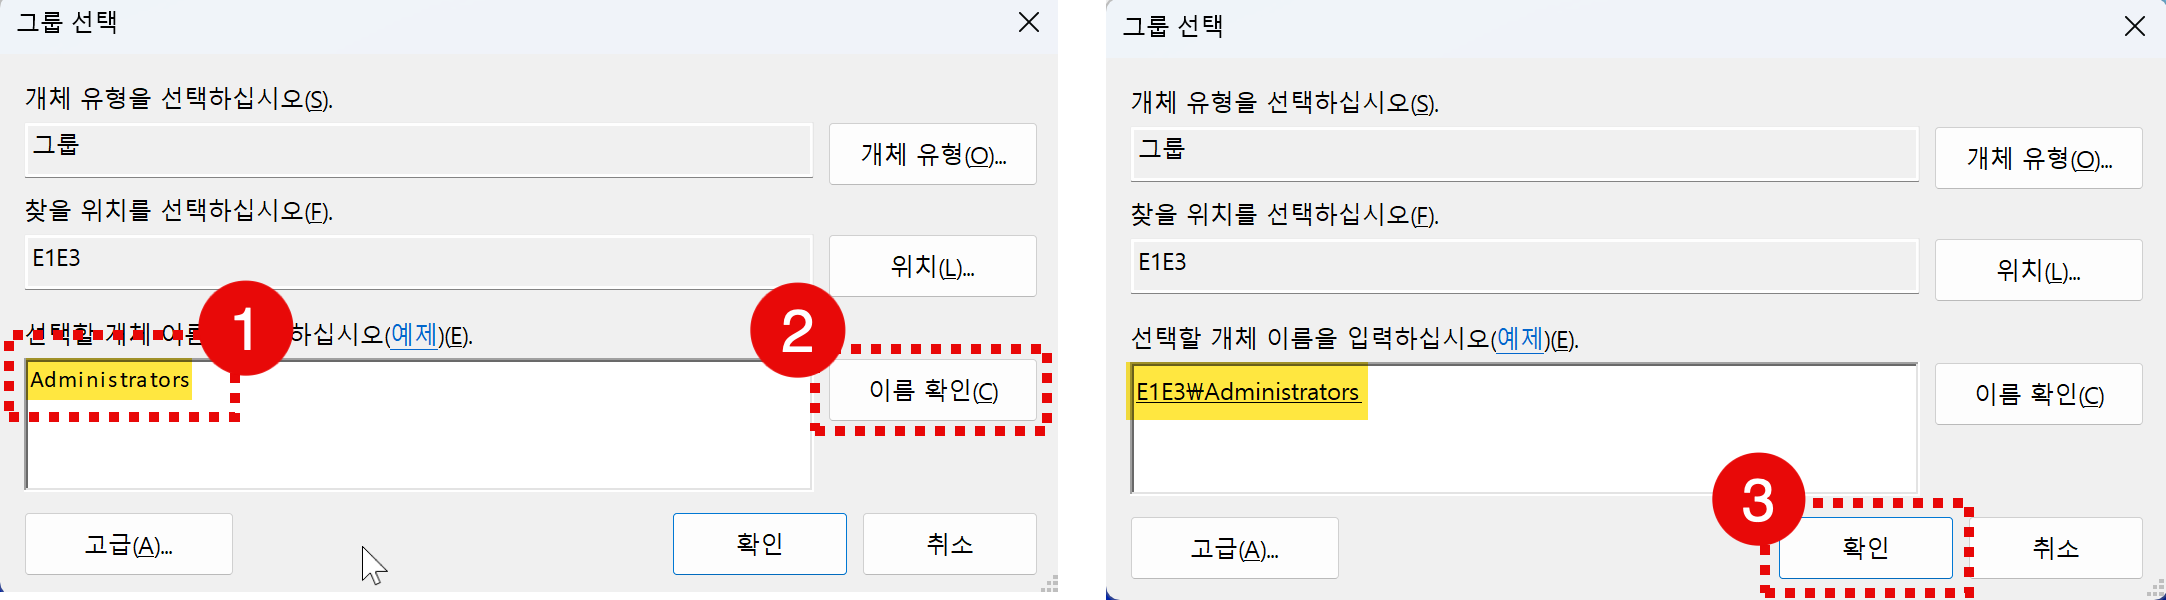 그룹 선택
개체 유형을 선택하십시오(S).
그룹
개체 유형(O)...
찾을 위치를 선택하십시오(F).
E1E3
위치(L)...
1
2
선택할 개체 하십시오(예제)(E).
Administrators
이름 확인(C)
고급(A)...
확인
취소
그룹 선택
개체 유형을 선택하십시오(S).
그룹
개체 유형(O)...
찾을 위치를 선택하십시오(F).
E1E3
위치(L)...
선택할 개체 이름을 입력하십시오(예제)(E).
E1E3₩Administrators
이름 확인(C)
3
고급(A)...
확인
취소